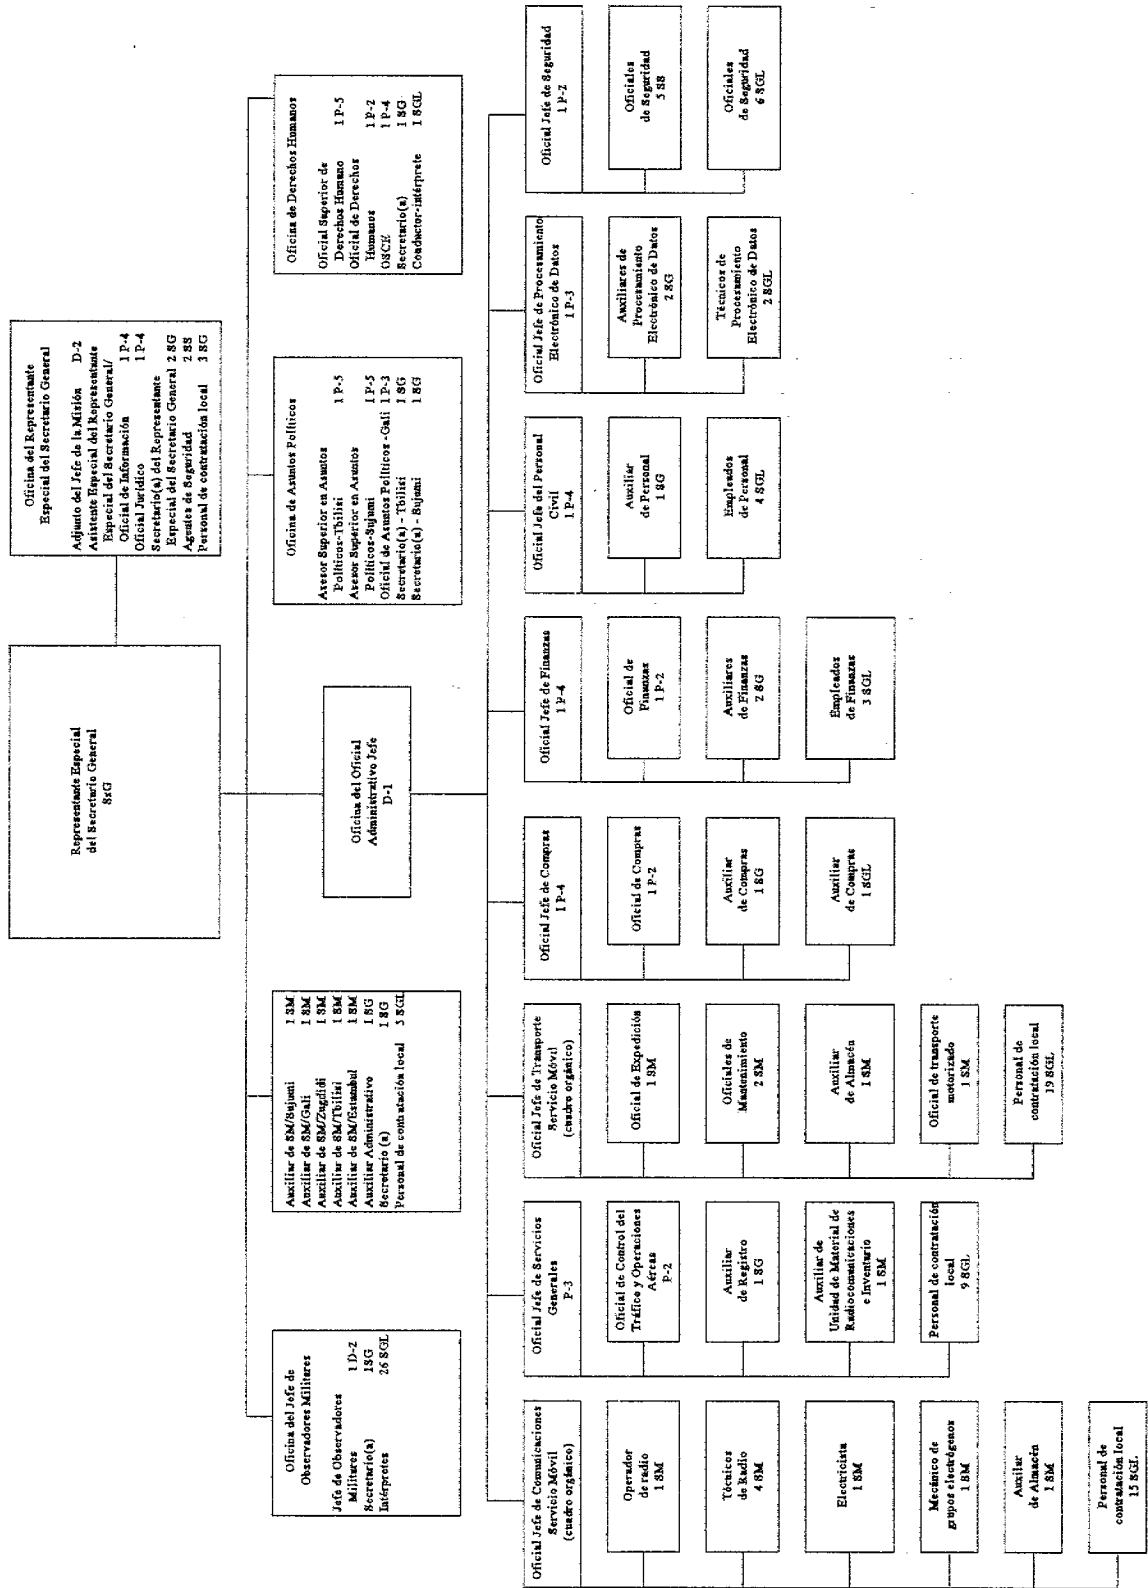 Representante Especial
del Secretario General
SsG
Oficina del Representante
Especial del Secretario General
Adjunto del Jefe de la Misión D-2
Asistente Especial del Representante
Especial del Secretario General/
Oficial de Información 1 P-4
Oficial Jurídico 1 P-4
Secretario(a) del Representante
Especial del Secretario General 2 SG
Agentes de Seguridad 2 SS
Personal de contratación local 3 SG
Oficina del Jefe de
Observadores Militares
Jefe de Observadores
Militares 1 D-2
Secretario(a) 1SG
Intérpretes 26 SGL
Auxiliar de SM/Sujumi 1 SM
Auxiliar de SM/Gali 1 SM
Auxiliar de SM/Zugdidi 1 SM
Auxiliar de SM/Tbilisi 1 SM
Auxiliar de SM/Estambul 1 SM
Auxiliar Administrativo 1 SG
Secretario (a) 1 SG
Personal de contratación local 5 SGL
Oficina del Oficial
Administrativo Jefe
D-1
Oficina de Asuntos Políticos
Asesor Superior en Asuntos
Políticos-Tbilisi 1 P-5
Asesor Superior en Asuntos
Políticos-Sujumi 1 P-5
Oficial de Asuntos Políticos -Gali 1 P-3
Secretario(a) - Tbilisi 1 SG
Secretario(a) - Sujumi 1 SG
Oficina de Derechos Humanos
Oficial Superior de
Derechos Humano 1 P-5
Oficial de Derechos
Humanos 1 P-2
OSCE 1 P-4
Secretario(a) 1 SG
Conductor-intérprete 1 SGL
Oficial Jefe de Comunicaciones
Servicio Móvil
(cuadro orgánico)
Operador
de radio
1 SM
Técnicos
de Radio
4 SM
Electricista
1 SM
Mecánico de
grupos electrógenos
1 SM
Auxilar
de Almacén
1 SM
Personal de
contratación local
15 SGL
Oficial Jefe de Servicios
Generales
P-3
Oficial de Control del
Tráfico y Operaciones
Aéreas
P-2
Auxiliar
de Registro
1 SG
Auxiliar de
Unidad de Material de
Radiocomunicaciones
e Inventario
1 SM
Personal de contratación
local
9 SGL
Oficial Jefe de Transporte
Servicio Móvil
(cuadro orgánico)
Oficial de Expedición
1 SM
Oficiales de
Mantenimiento
2 SM
Auxiliar
de Almacén
1 SM
Oficial de transporte
motorizado
1 SM
Personal de
contratación local
19 SGL
Oficial Jefe de Compras
1 P-4
Oficial de Compras
1 P-2
Auxiliar
de Compras
1 SG
Auxiliar
de Compras
1 SGL
Oficial Jefe de Finanzas
1 P-4
Oficial de
Finanzas
1 P-2
Auxiliares
de Finanzas
2 SG
Empleados
de Finanzas
3 SGL
Oficial Jefe del Personal
Civil
1 P-4
Auxiliar
de Personal
1 SG
Empleados
de Personal
4 SGL
Oficial Jefe de Procesamiento
Electrónico de Datos
1 P-3
Auxiliares de
Procesamiento
Electrónico de Datos
2 SG
Técnicos de
Procesamiento
Electrónico de Datos
2 SGL
Oficial Jefe de Seguridad
1 P-2
Oficiales
de Seguridad
5 SS
Oficiales
de Seguridad
6 SGL